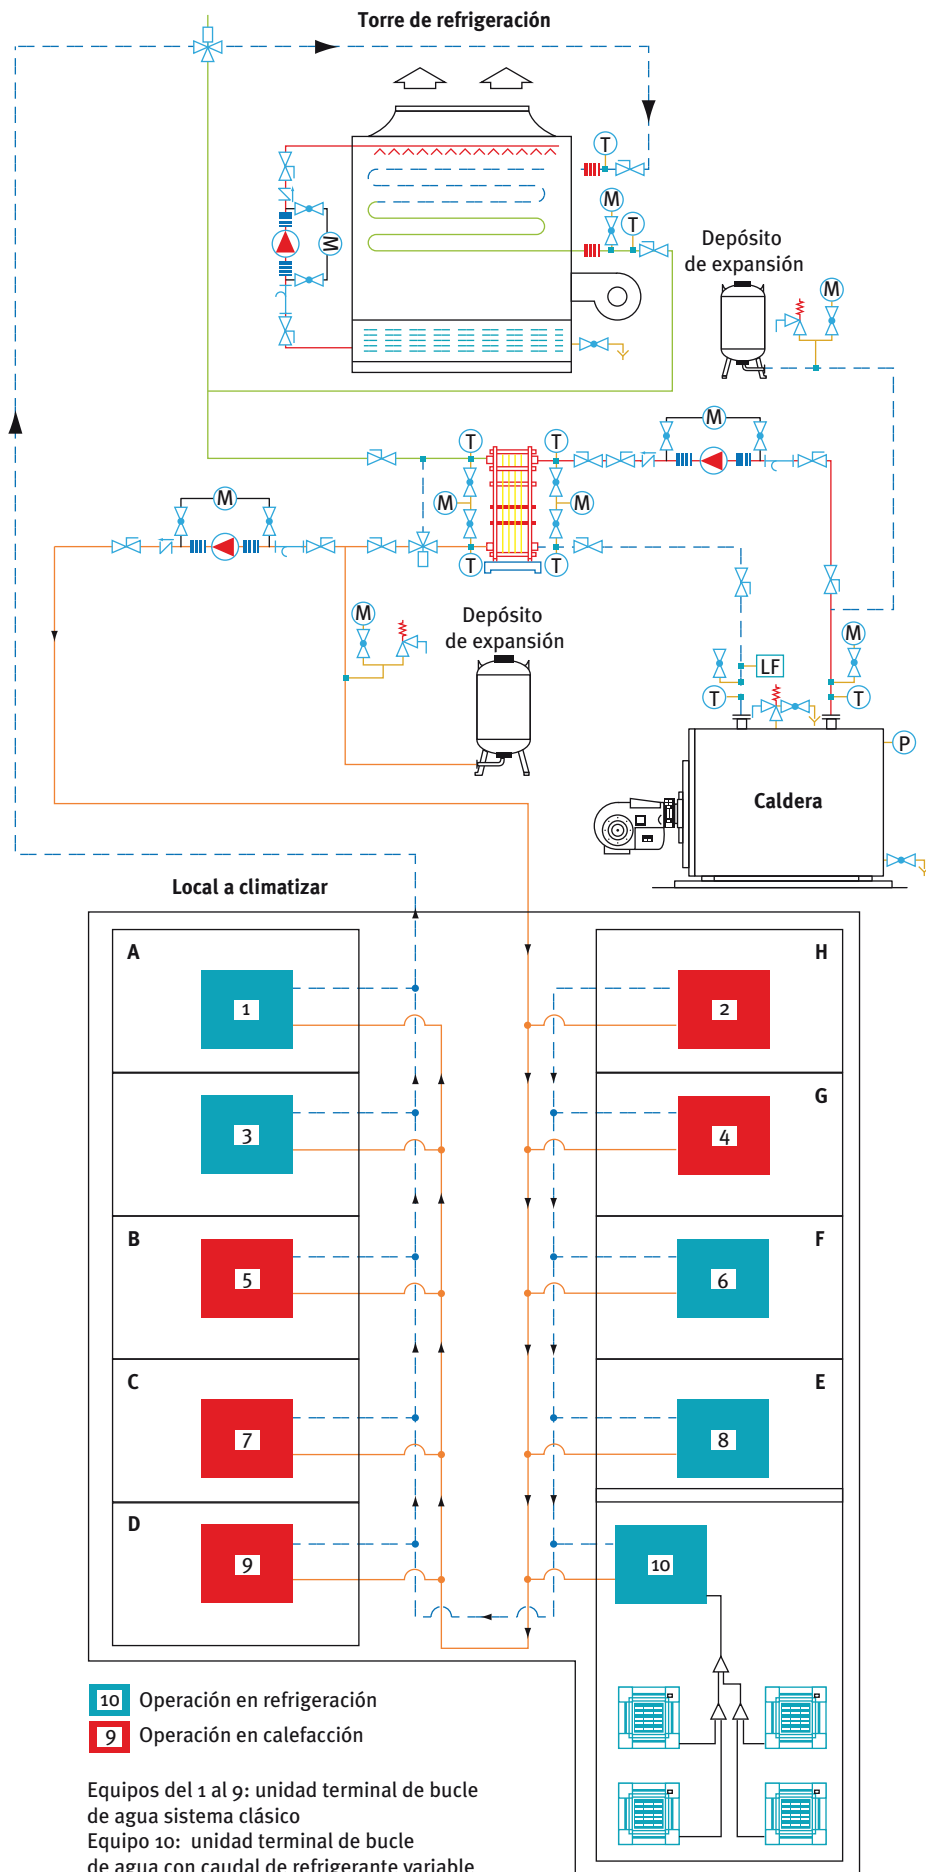 Torre de refrigeración
T
M
T
Depósito
de expansión
M
M
M
T
T
M
M
M
T
T
M
Depósito
de expansión
M
LF
T
T
P
Caldera
Local a climatizar
A
H
1
2
G
3
4
B
F
5
6
C
E
7
8
D
9
10
10 Operación en refrigeración
9 Operación en calefacción
Equipos del 1 al 9: unidad terminal de bucle
de agua sistema clásico
Equipo 10: unidad terminal de bucle
de agua con caudal de refrigerante variable